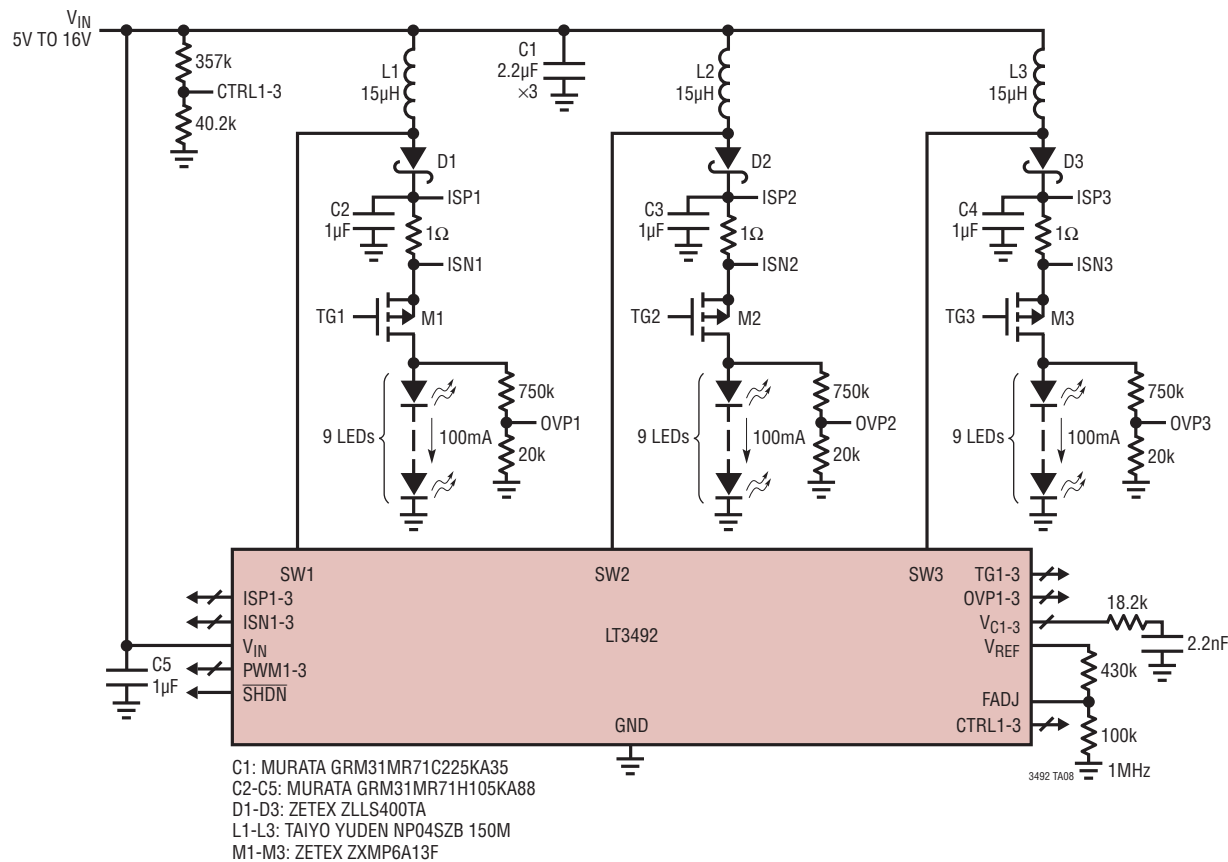 VIN
5V TO 16V
357k
CTRL1-3
40.2k
L1
15µH
C1
2.2µF
×3
L2
15µH
L3
15µH
D1
ISP1
C2
1µF
1Ω
ISN1
TG1
M1
750k
OVP1
9 LEDs
100mA
20k
D2
ISP2
C3
1µF
1Ω
ISN2
TG2
M2
750k
OVP2
9 LEDs
100mA
20k
D3
ISP3
C4
1µF
1Ω
ISN3
TG3
M3
750k
OVP3
9 LEDs
100mA
20k
SW1
SW2
SW3
ISP1-3
ISN1-3
VIN
PWM1-3
SHDN
C5
1µF
LT3492
GND
TG1-3
OVP1-3
VC1-3
VREF
FADJ
CTRL1-3
18.2k
2.2nF
430k
100k
1MHz
3492 TA08
C1: MURATA GRM31MR71C225KA35
C2-C5: MURATA GRM31MR71H105KA88
D1-D3: ZETEX ZLLS400TA
L1-L3: TAIYO YUDEN NP04SZB 150M
M1-M3: ZETEX ZXMP6A13F